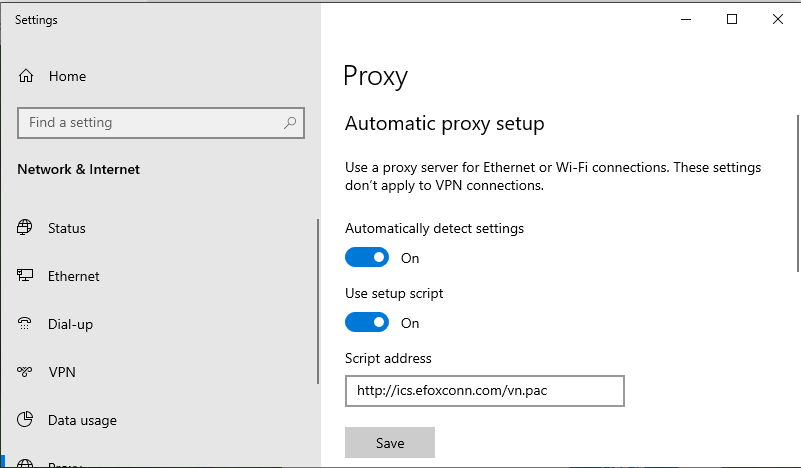 Settings
Home
Find a setting
Network & Internet
Status
Ethernet
Dial-up
VPN
Data usage
Proxy
Proxy
Automatic proxy setup
Use a proxy server for Ethernet or Wi-Fi connections. These settings
don't apply to VPN connections.
Automatically detect settings
On
Use setup script
On
Script address
http://ics.efoxconn.com/vn.pac
Save